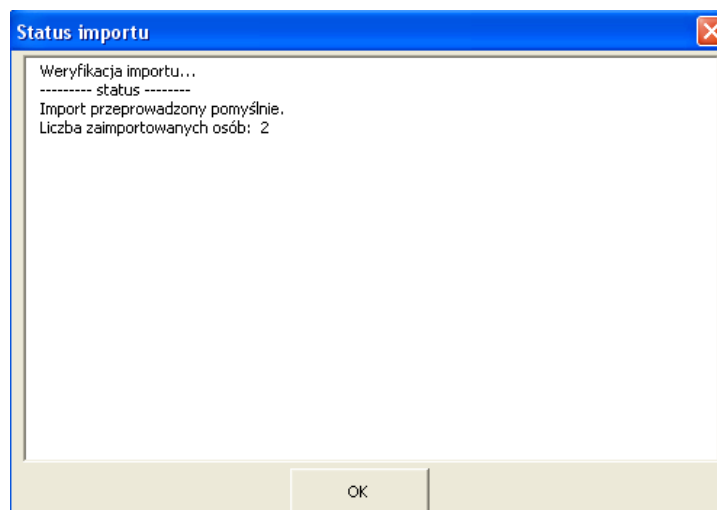 Status importu
Weryfikacja importu...
--------- status --------
Import przeprowadzony pomyślnie.
Liczba zaimportowanych osób:  2
OK